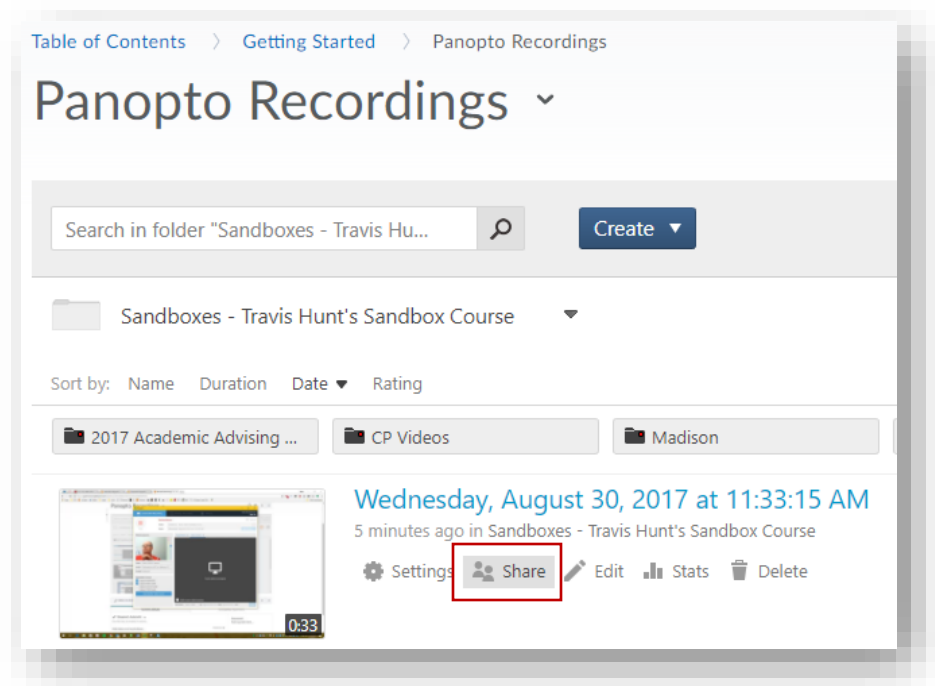 Table of Contents > Getting Started > Panopto Recordings
Panopto Recordings
Search in folder "Sandboxes - Travis Hu...
Create
Sandboxes - Travis Hunt's Sandbox Course
Sort by: Name Duration Date Rating
2017 Academic Advising ... CP Videos Madison
Wednesday, August 30, 2017 at 11:33:15 AM
5 minutes ago in Sandboxes - Travis Hunt's Sandbox Course
Settings Share Edit Stats Delete
0:33